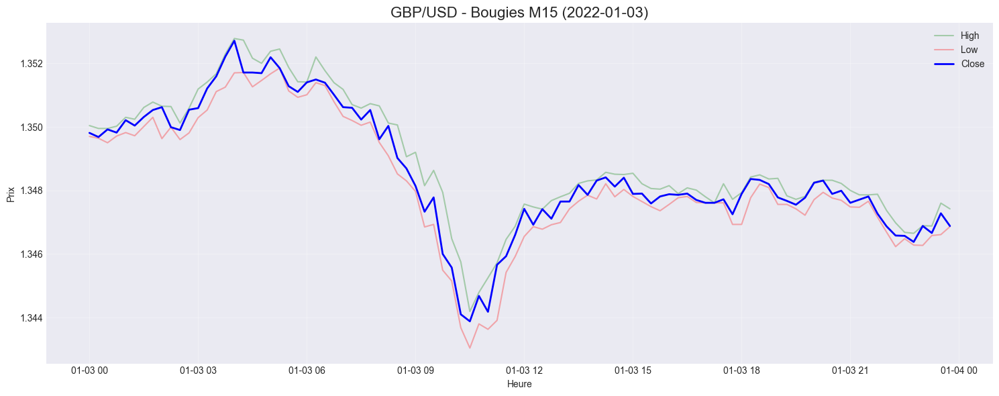 GBP/USD - Bougies M15 (2022-01-03)
High
Low
Close
Prix
1.352
1.350
1.348
1.346
1.344
01-03 00
01-03 03
01-03 06
01-03 09
01-03 12
01-03 15
01-03 18
01-03 21
01-04 00
Heure